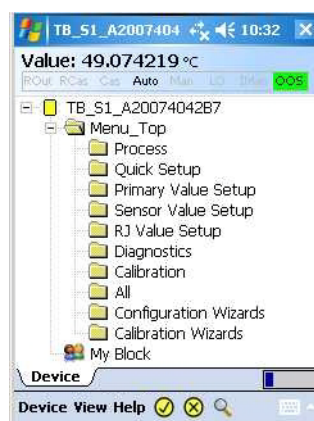 TB_S1_A2007404 10:32
Value: 49.074219 °C
ROut RCas Cas Auto Man LO IMan OOS
TB_S1_A20074042B7
Menu_Top
Process
Quick Setup
Primary Value Setup
Sensor Value Setup
RJ Value Setup
Diagnostics
Calibration
All
Configuration Wizards
Calibration Wizards
My Block
Device
Device View Help